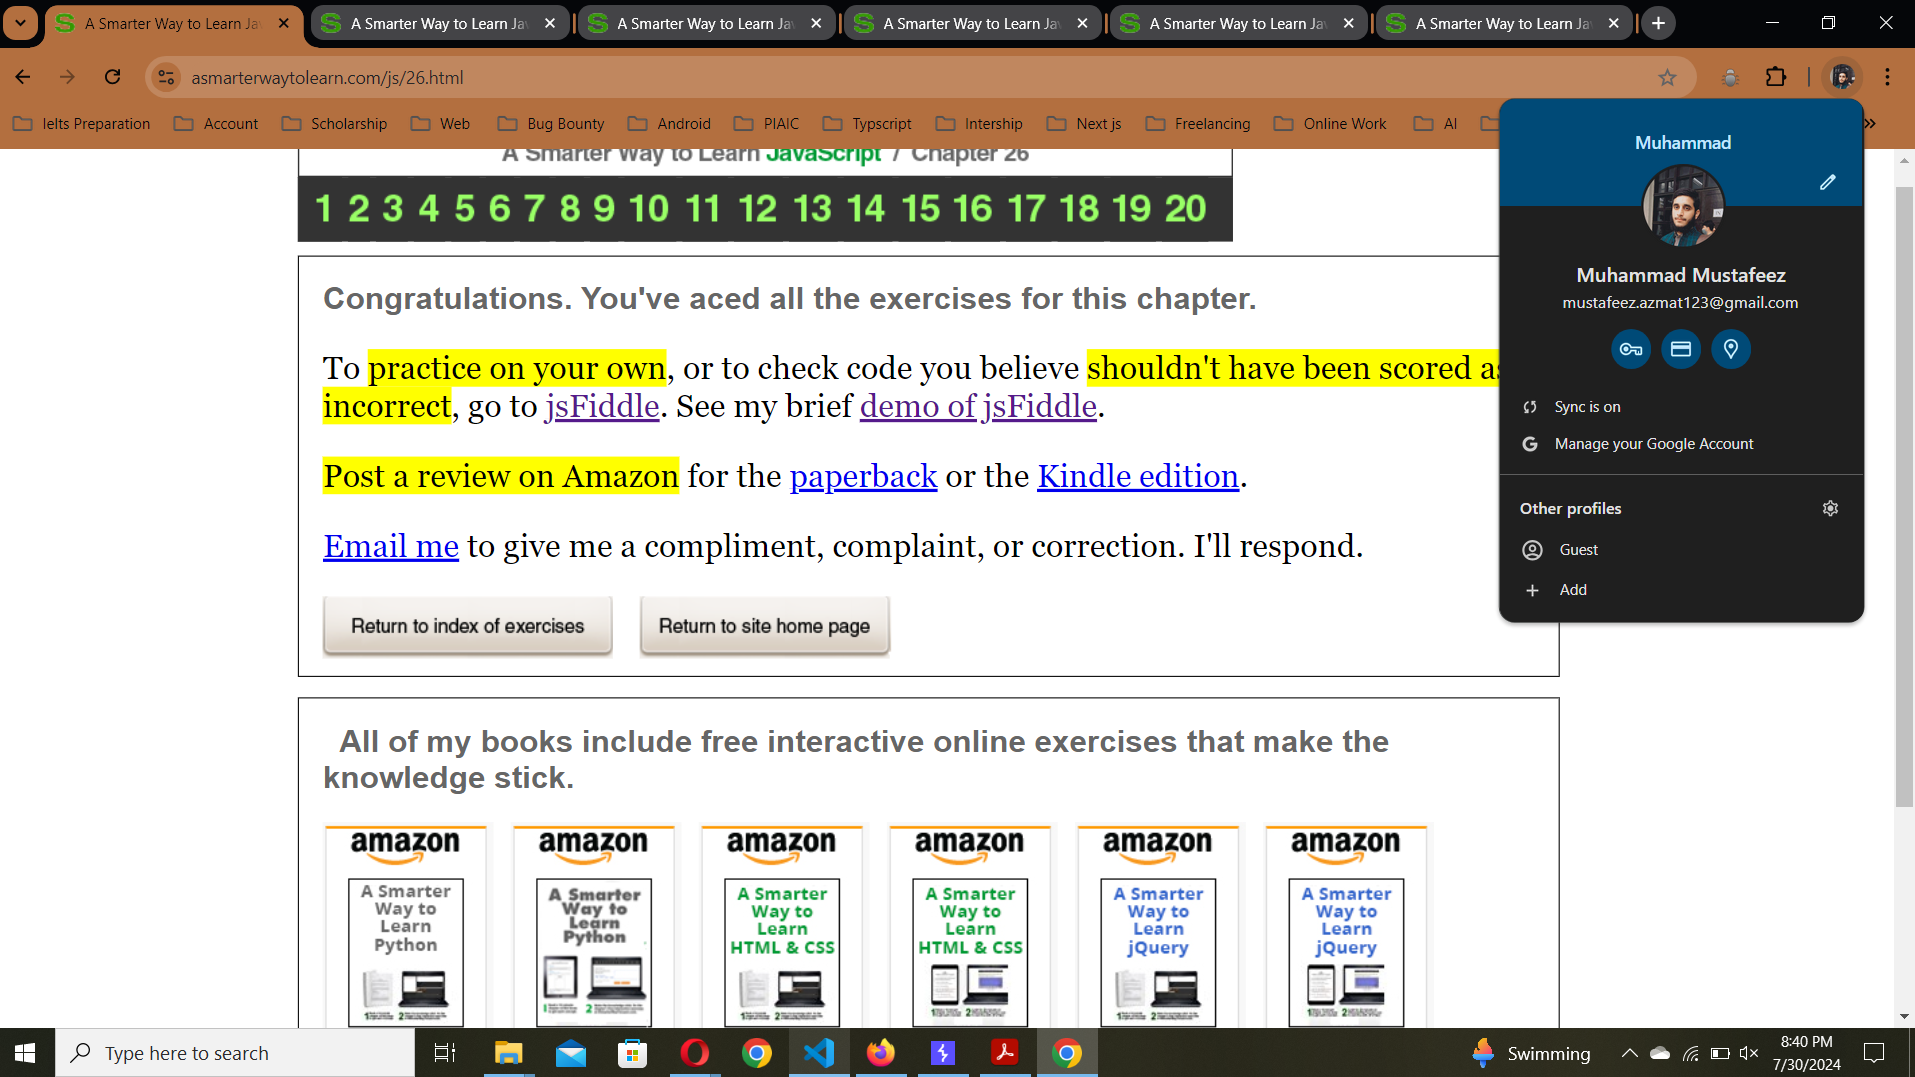 A Smarter Way to Learn Ja
A Smarter Way to Learn Ja
A Smarter Way to Learn Ja
A Smarter Way to Learn Ja
A Smarter Way to Learn Ja
A Smarter Way to Learn Ja
asmarterwaytolearn.com/js/26.html
Ielts Preparation Account Scholarship Web Bug Bounty Android PIAIC Typscript Intership Next js Freelancing Online Work AI
A Smarter Way to Learn JavaScript / Chapter 26
1 2 3 4 5 6 7 8 9 10 11 12 13 14 15 16 17 18 19 20
Congratulations. You've aced all the exercises for this chapter.
To practice on your own, or to check code you believe shouldn't have been scored as
incorrect, go to jsFiddle. See my brief demo of jsFiddle.
Post a review on Amazon for the paperback or the Kindle edition.
Email me to give me a compliment, complaint, or correction. I'll respond.
Return to index of exercises
Return to site home page
All of my books include free interactive online exercises that make the
knowledge stick.
amazon
A Smarter
Way to
Learn
Python
amazon
A Smarter
Way to
Learn
Python
amazon
A Smarter
Way to
Learn
HTML & CSS
amazon
A Smarter
Way to
Learn
HTML & CSS
amazon
A Smarter
Way to
Learn
jQuery
amazon
A Smarter
Way to
Learn
jQuery
Muhammad
Muhammad Mustafeez
mustafeez.azmat123@gmail.com
Sync is on
Manage your Google Account
Other profiles
Guest
Add
Type here to search
Swimming
8:40 PM
7/30/2024